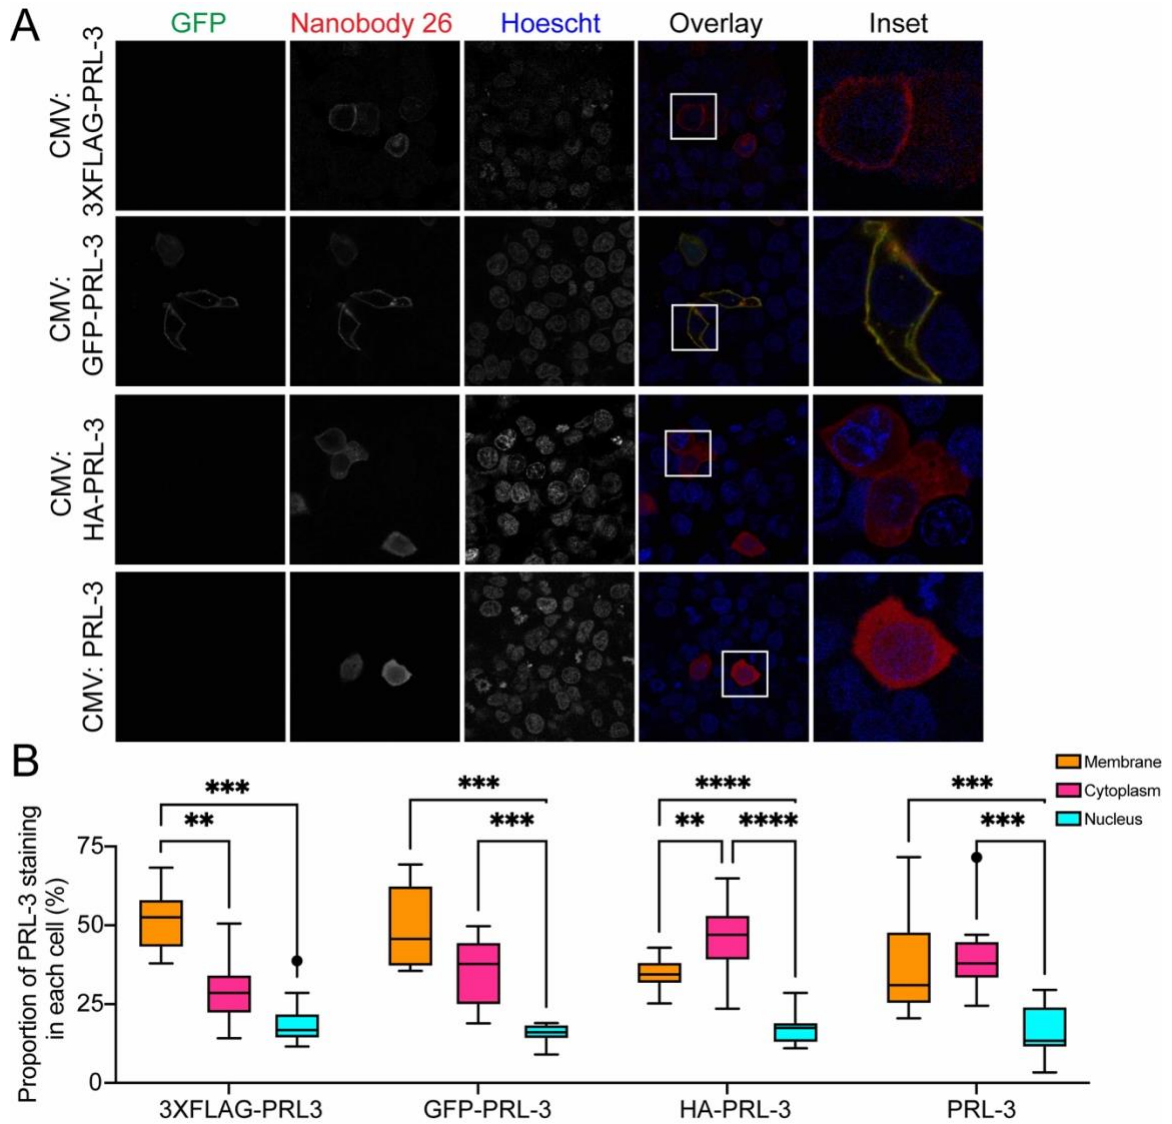 A
GFP Nanobody 26 Hoescht Overlay Inset
CMV:
3XFLAG-PRL-3
CMV:
GFP-PRL-3
CMV:
HA-PRL-3
CMV: PRL-3
B
Membrane
Cytoplasm
Nucleus
*** *** **** ***
** *** ** **** ***
Proportion of PRL-3 staining
in each cell (%)
75
50
25
0
3XFLAG-PRL3 GFP-PRL-3 HA-PRL-3 PRL-3